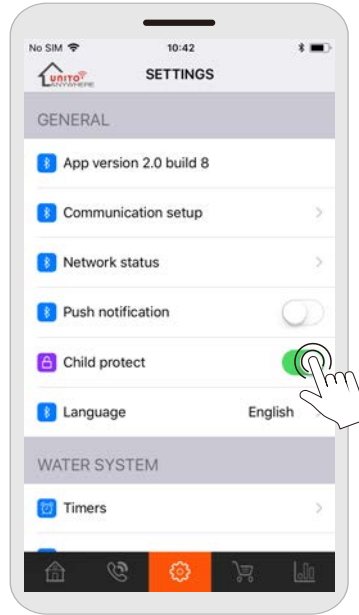 No SIM 10:42
UNITO
ANYWHERE
SETTINGS
GENERAL
App version 2.0 build 8
Communication setup
Network status
Push notification
Child protect
Language English
WATER SYSTEM
Timers